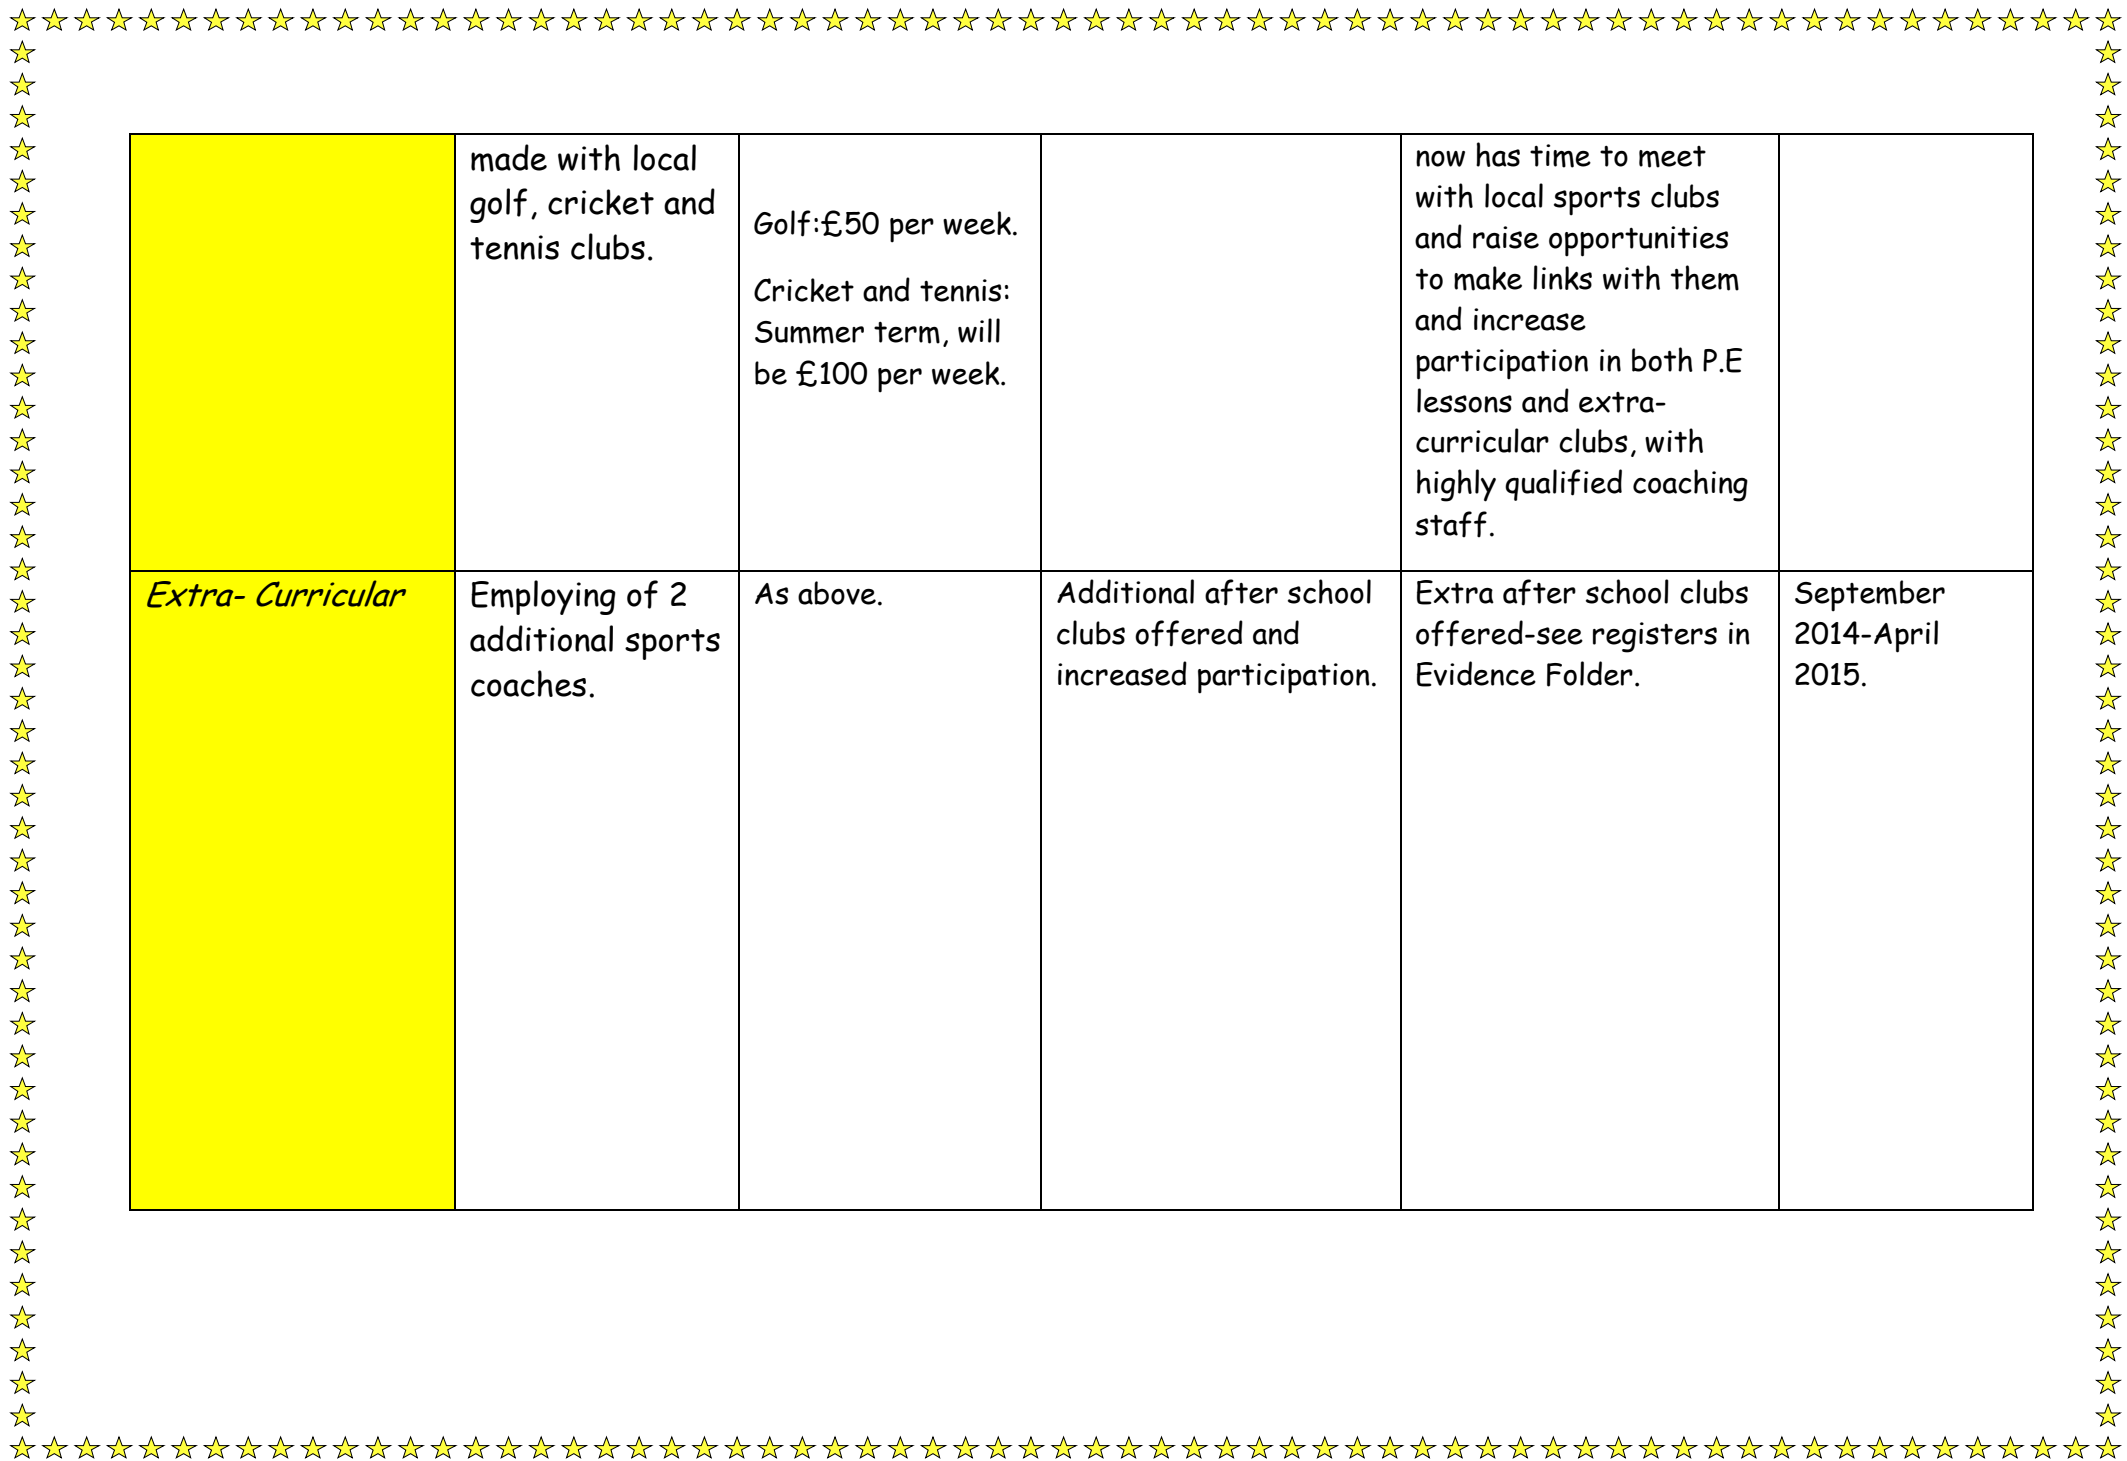 made with local
golf, cricket and
tennis clubs.
Golf:£50 per week.
Cricket and tennis:
Summer term, will
be £100 per week.
now has time to meet
with local sports clubs
and raise opportunities
to make links with them
and increase
participation in both P.E
lessons and extra-
curricular clubs, with
highly qualified coaching
staff.
Extra- Curricular
Employing of 2
additional sports
coaches.
As above.
Additional after school
clubs offered and
increased participation.
Extra after school clubs
offered-see registers in
Evidence Folder.
September
2014-April
2015.